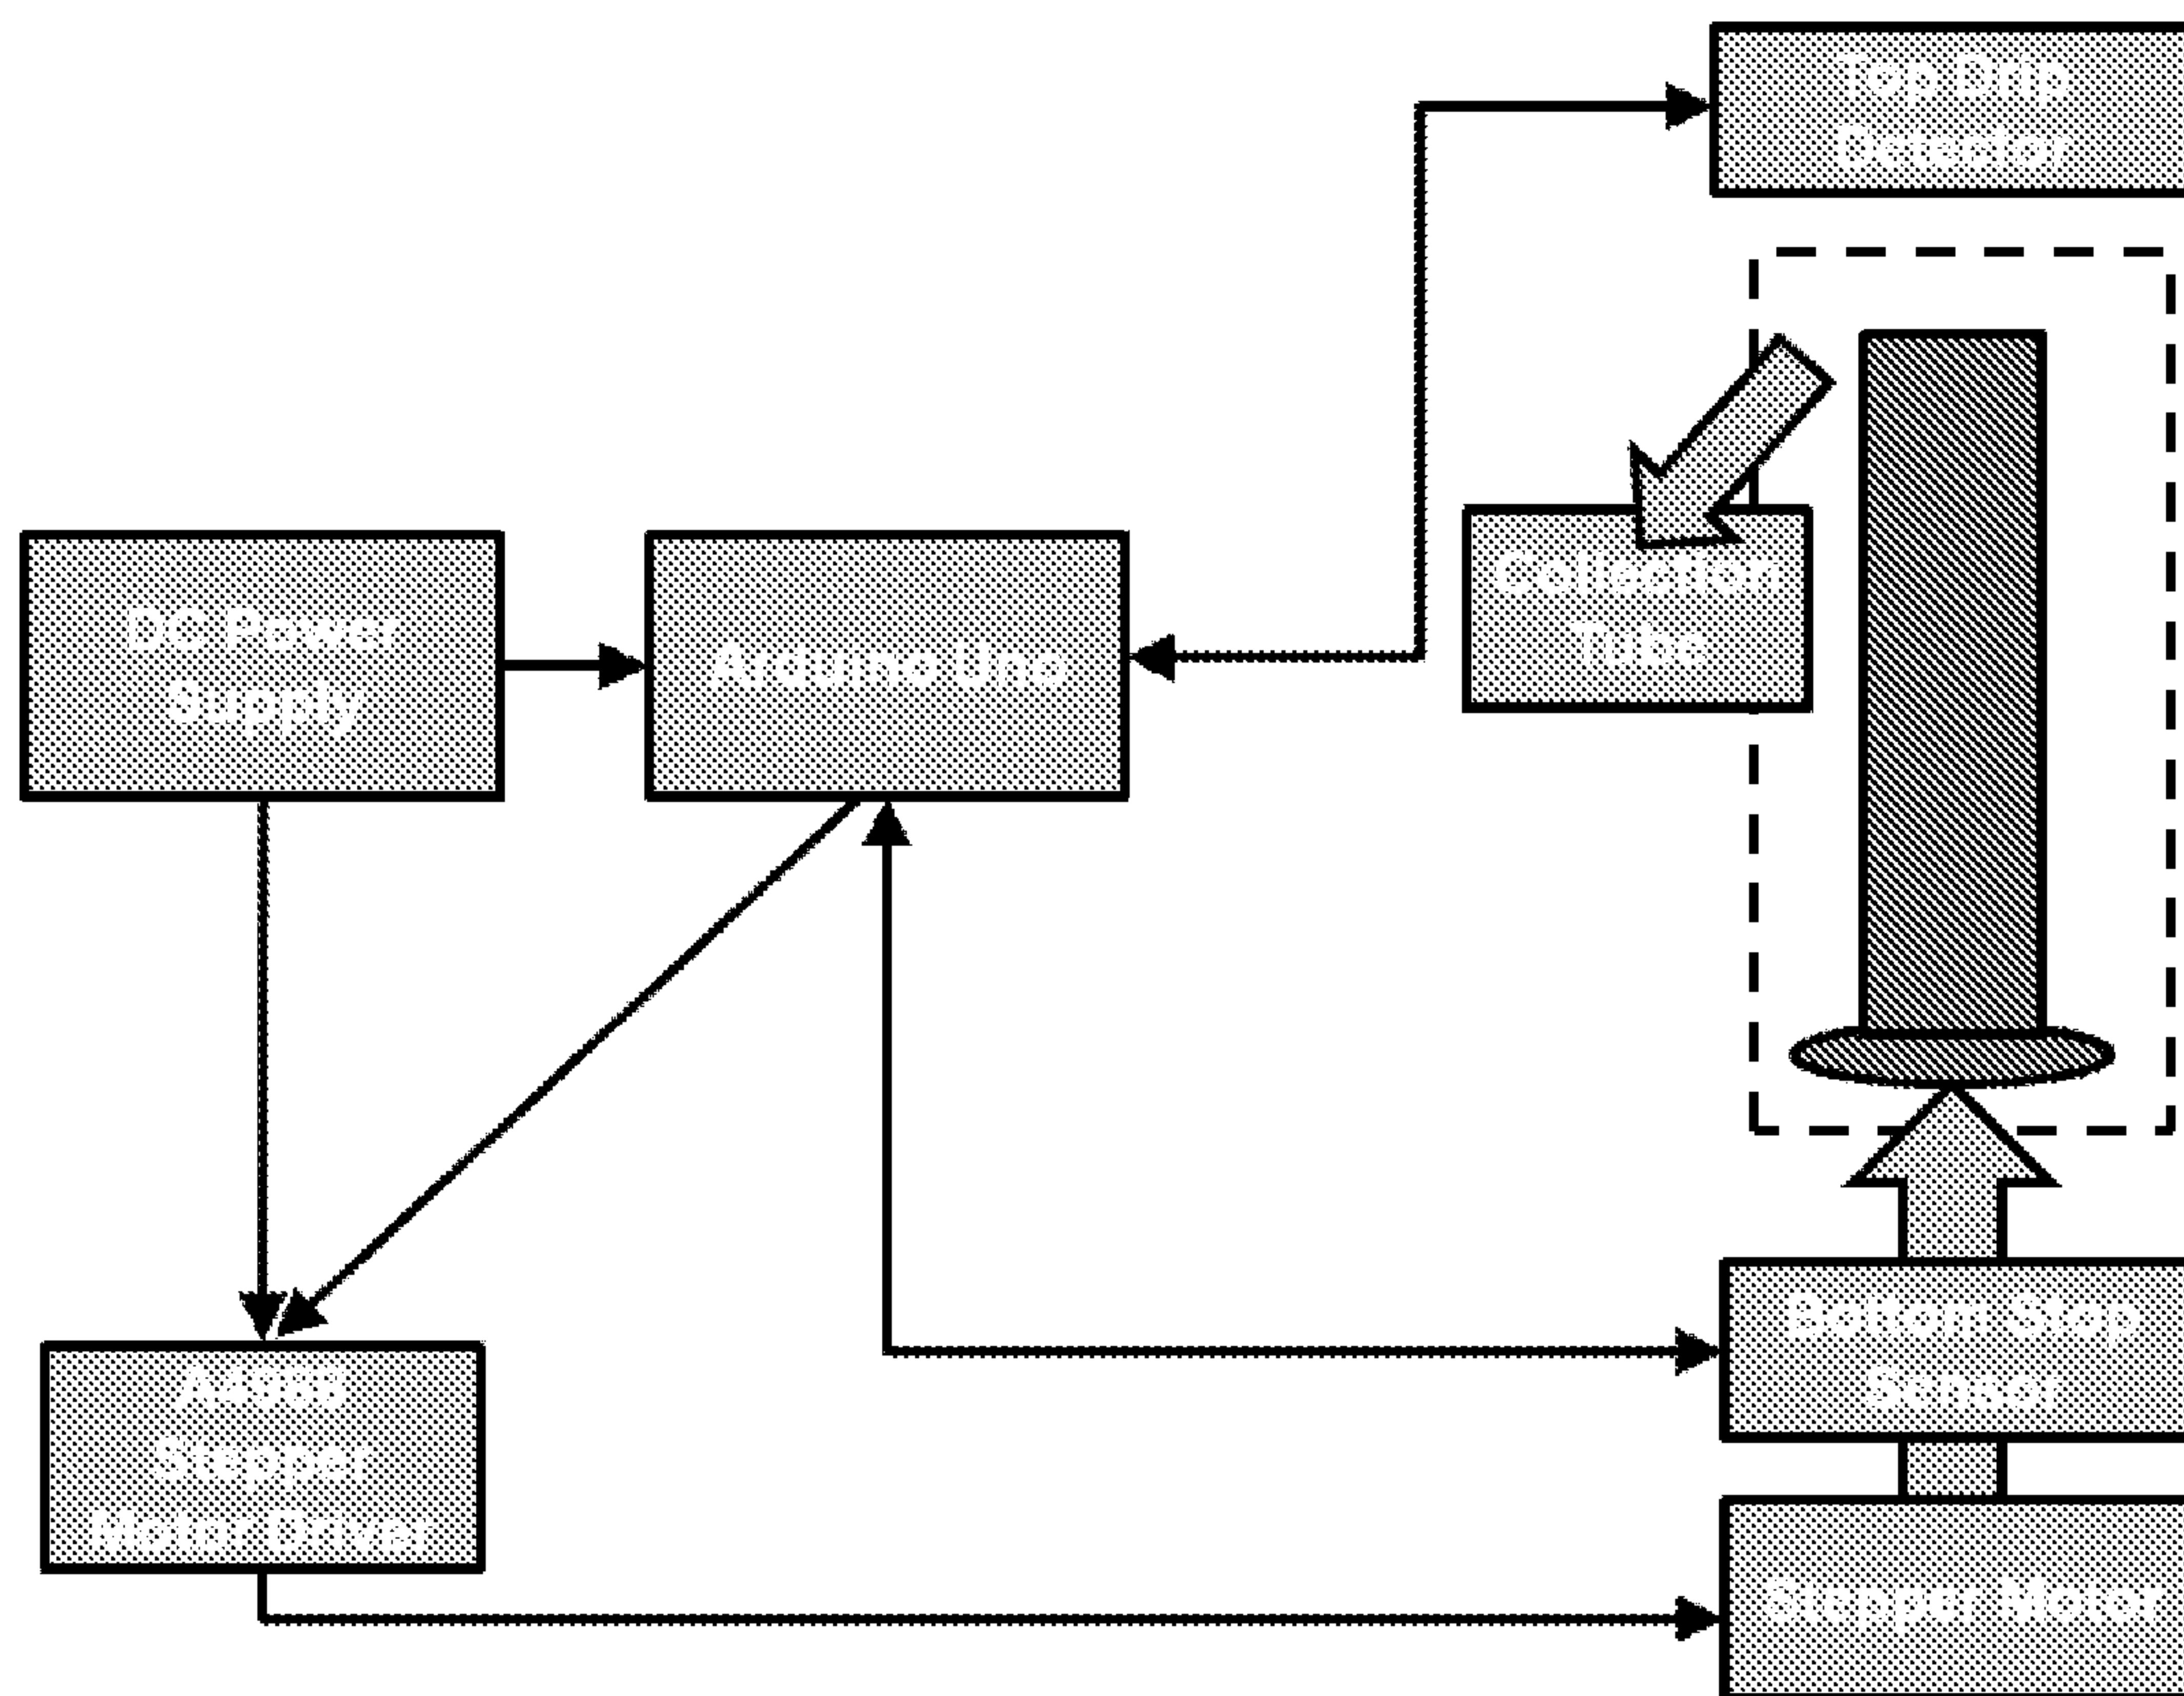 Top Drip
Detector
Collection
Tube
DC Power
Supply
Arduino Uno
Bottom Stop
Sensor
A4988
Stepper
Motor Driver
Stepper Motor